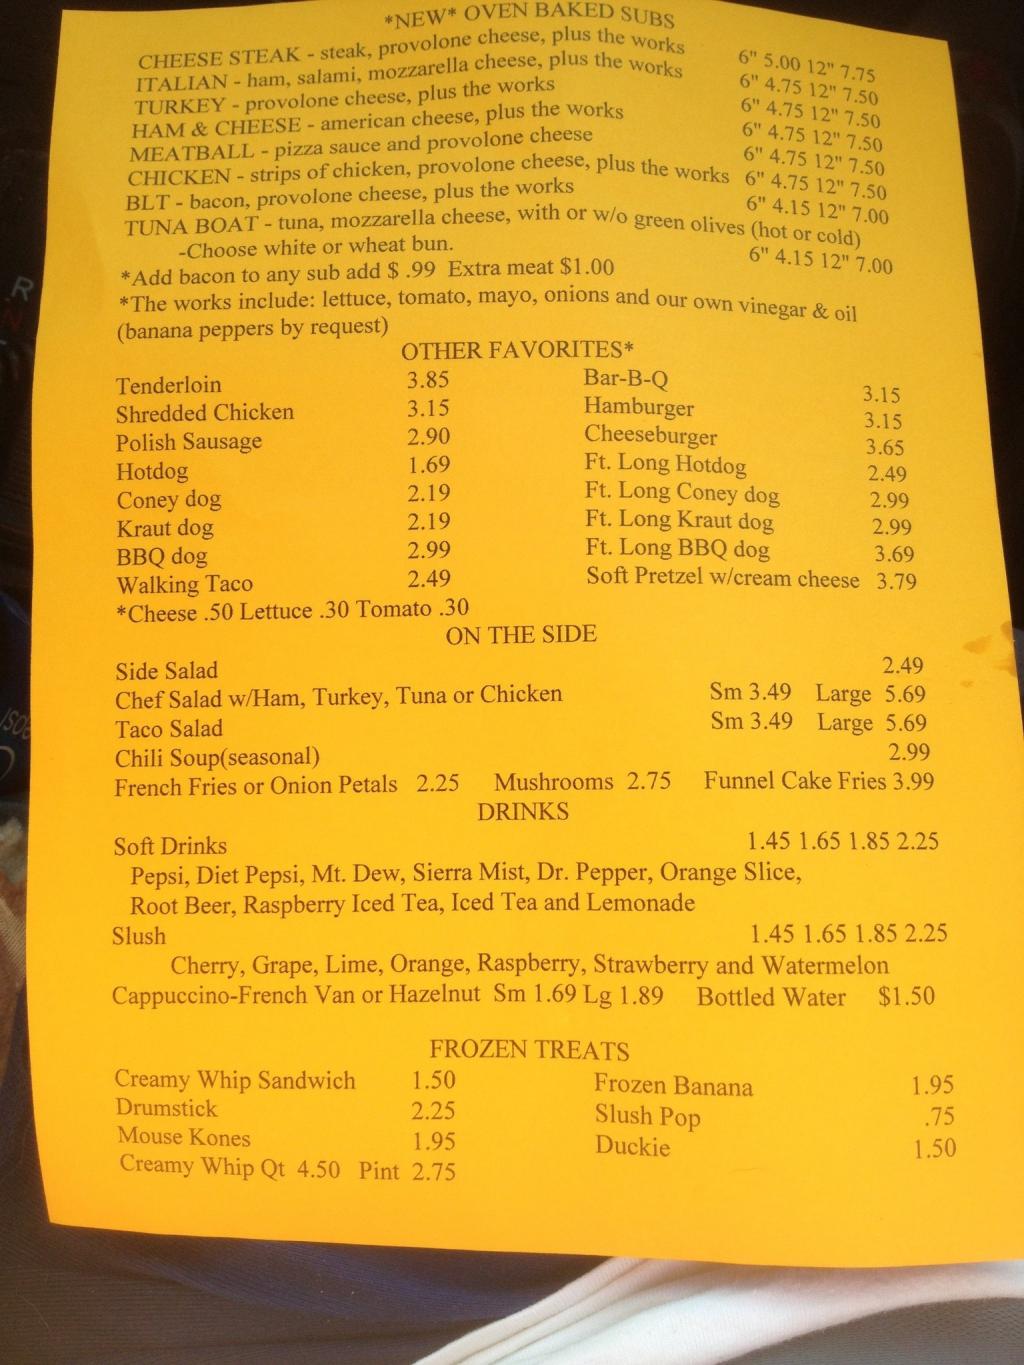 *NEW* OVEN BAKED SUBS
CHEESE STEAK - steak, provolone cheese, plus the works 6" 5.00 12" 7.75
ITALIAN - ham, salami, mozzarella cheese, plus the works 6" 4.75 12" 7.50
TURKEY - provolone cheese, plus the works 6" 4.75 12" 7.50
HAM & CHEESE - american cheese, plus the works 6" 4.75 12" 7.50
MEATBALL - pizza sauce and provolone cheese 6" 4.75 12" 7.50
CHICKEN - strips of chicken, provolone cheese, plus the works 6" 4.75 12" 7.50
BLT - bacon, provolone cheese, plus the works 6" 4.15 12" 7.00
TUNA BOAT - tuna, mozzarella cheese, with or w/o green olives (hot or cold)
-Choose white or wheat bun. 6" 4.15 12" 7.00
*Add bacon to any sub add $ .99 Extra meat $1.00
*The works include: lettuce, tomato, mayo, onions and our own vinegar & oil
(banana peppers by request)
OTHER FAVORITES*
Tenderloin 3.85 Bar-B-Q 3.15
Shredded Chicken 3.15 Hamburger 3.15
Polish Sausage 2.90 Cheeseburger 3.65
Hotdog 1.69 Ft. Long Hotdog 2.49
Coney dog 2.19 Ft. Long Coney dog 2.99
Kraut dog 2.19 Ft. Long Kraut dog 2.99
BBQ dog 2.99 Ft. Long BBQ dog 3.69
Walking Taco 2.49 Soft Pretzel w/cream cheese 3.79
*Cheese .50 Lettuce .30 Tomato .30
ON THE SIDE
Side Salad 2.49
Chef Salad w/Ham, Turkey, Tuna or Chicken Sm 3.49 Large 5.69
Taco Salad Sm 3.49 Large 5.69
Chili Soup(seasonal) 2.99
French Fries or Onion Petals 2.25 Mushrooms 2.75 Funnel Cake Fries 3.99
DRINKS
Soft Drinks 1.45 1.65 1.85 2.25
Pepsi, Diet Pepsi, Mt. Dew, Sierra Mist, Dr. Pepper, Orange Slice,
Root Beer, Raspberry Iced Tea, Iced Tea and Lemonade
Slush 1.45 1.65 1.85 2.25
Cherry, Grape, Lime, Orange, Raspberry, Strawberry and Watermelon
Cappuccino-French Van or Hazelnut Sm 1.69 Lg 1.89 Bottled Water $1.50
FROZEN TREATS
Creamy Whip Sandwich 1.50 Frozen Banana 1.95
Drumstick 2.25 Slush Pop .75
Mouse Kones 1.95 Duckie 1.50
Creamy Whip Qt 4.50 Pint 2.75